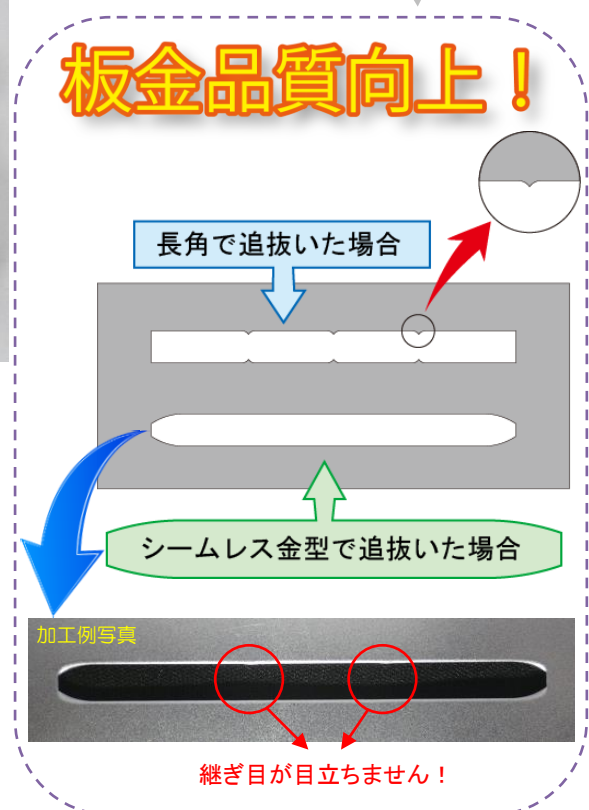 板金品質向上！
長角で追抜いた場合
シームレス金型で追抜いた場合
加工例写真
継ぎ目が目立ちません！